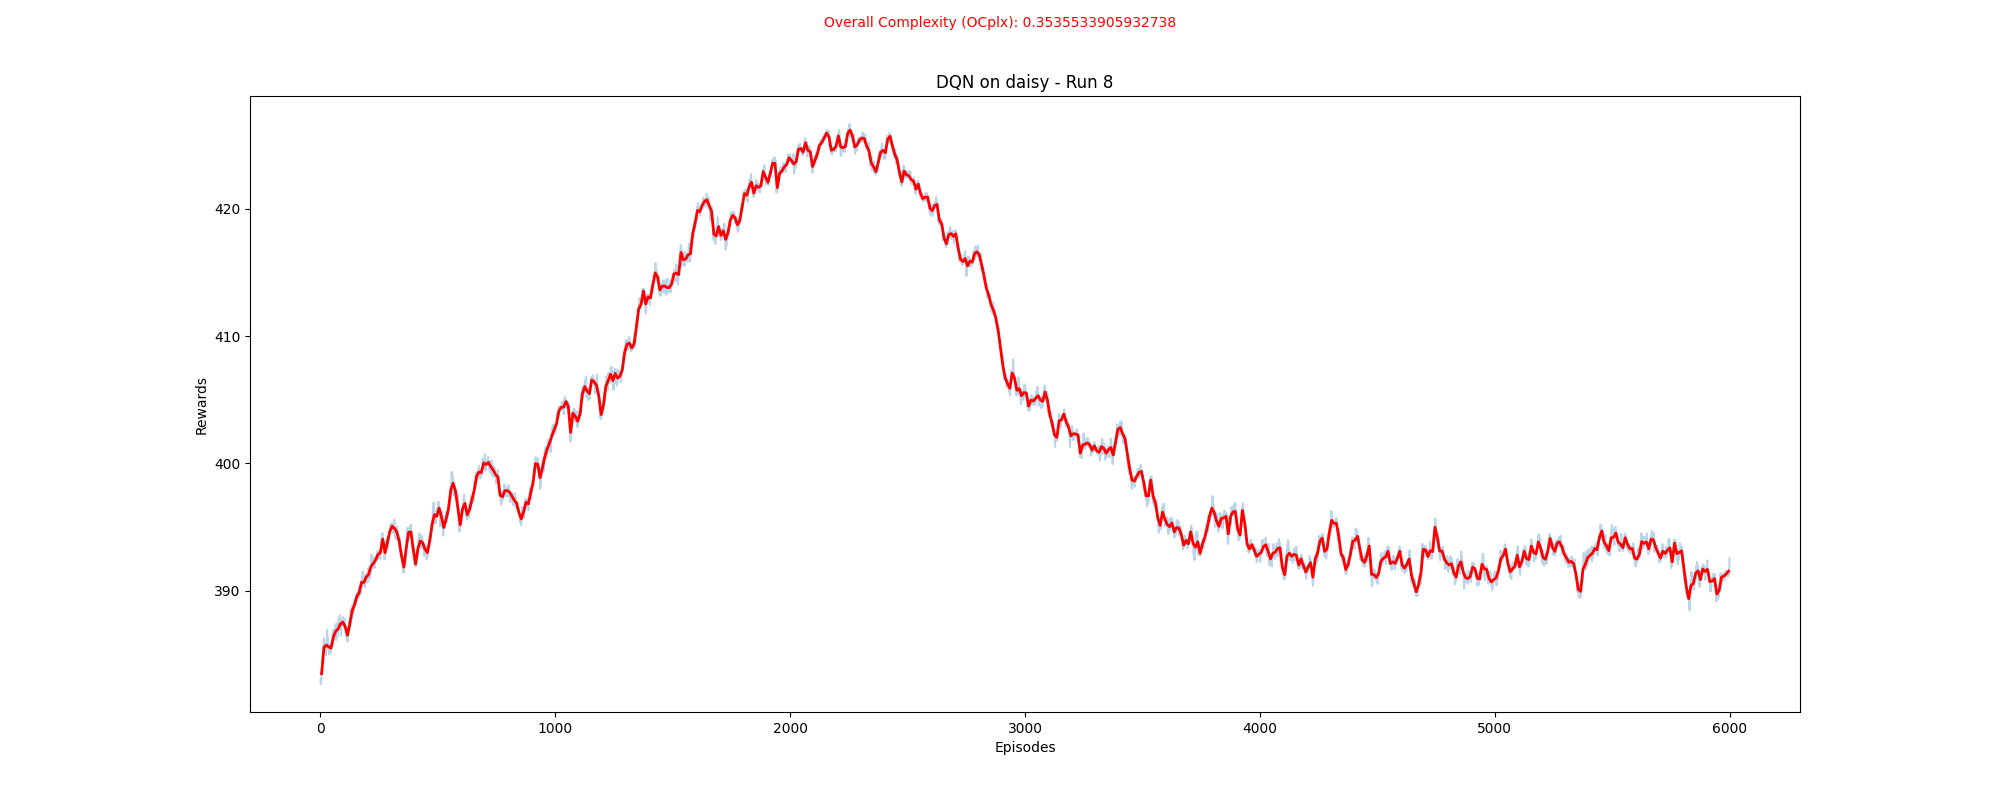 Overall Complexity (OCplx): 0.3535533905932738
DQN on daisy - Run 8
Rewards
420
410
400
390
0 1000 2000 3000 4000 5000 6000
Episodes